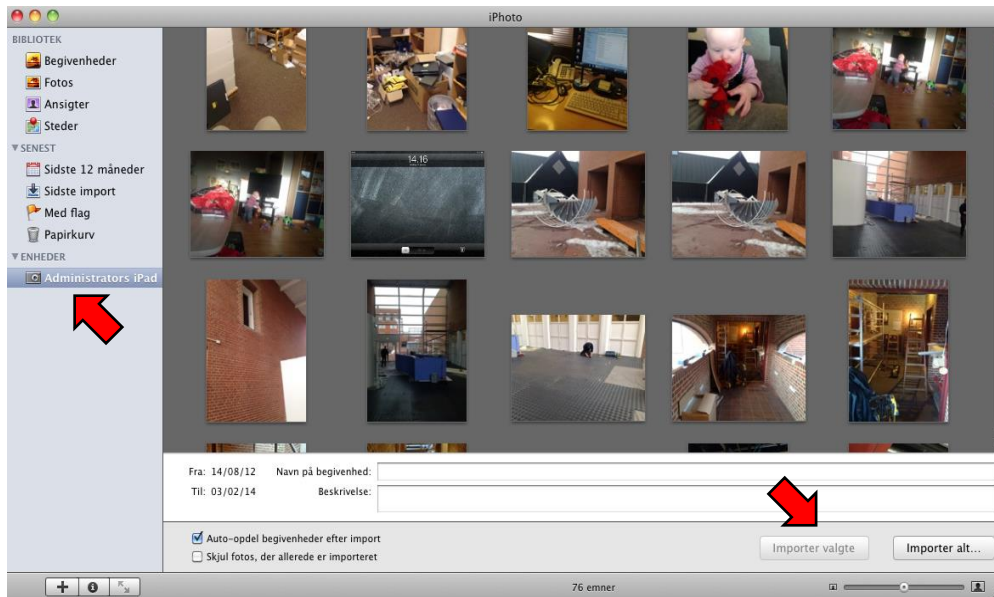 iPhoto
BIBLIOTEK
Begivenheder
Fotos
Ansigter
Steder
SENEST
Sidste 12 måneder
Sidste import
Med flag
Papirkurv
ENHEDER
Administrators iPad
14.16
Fra: 14/08/12 Navn på begivenhed:
Til: 03/02/14 Beskrivelse:
Auto-opdel begivenheder efter import
Skjul fotos, der allerede er importeret
Importer valgte Importer alt...
76 emner